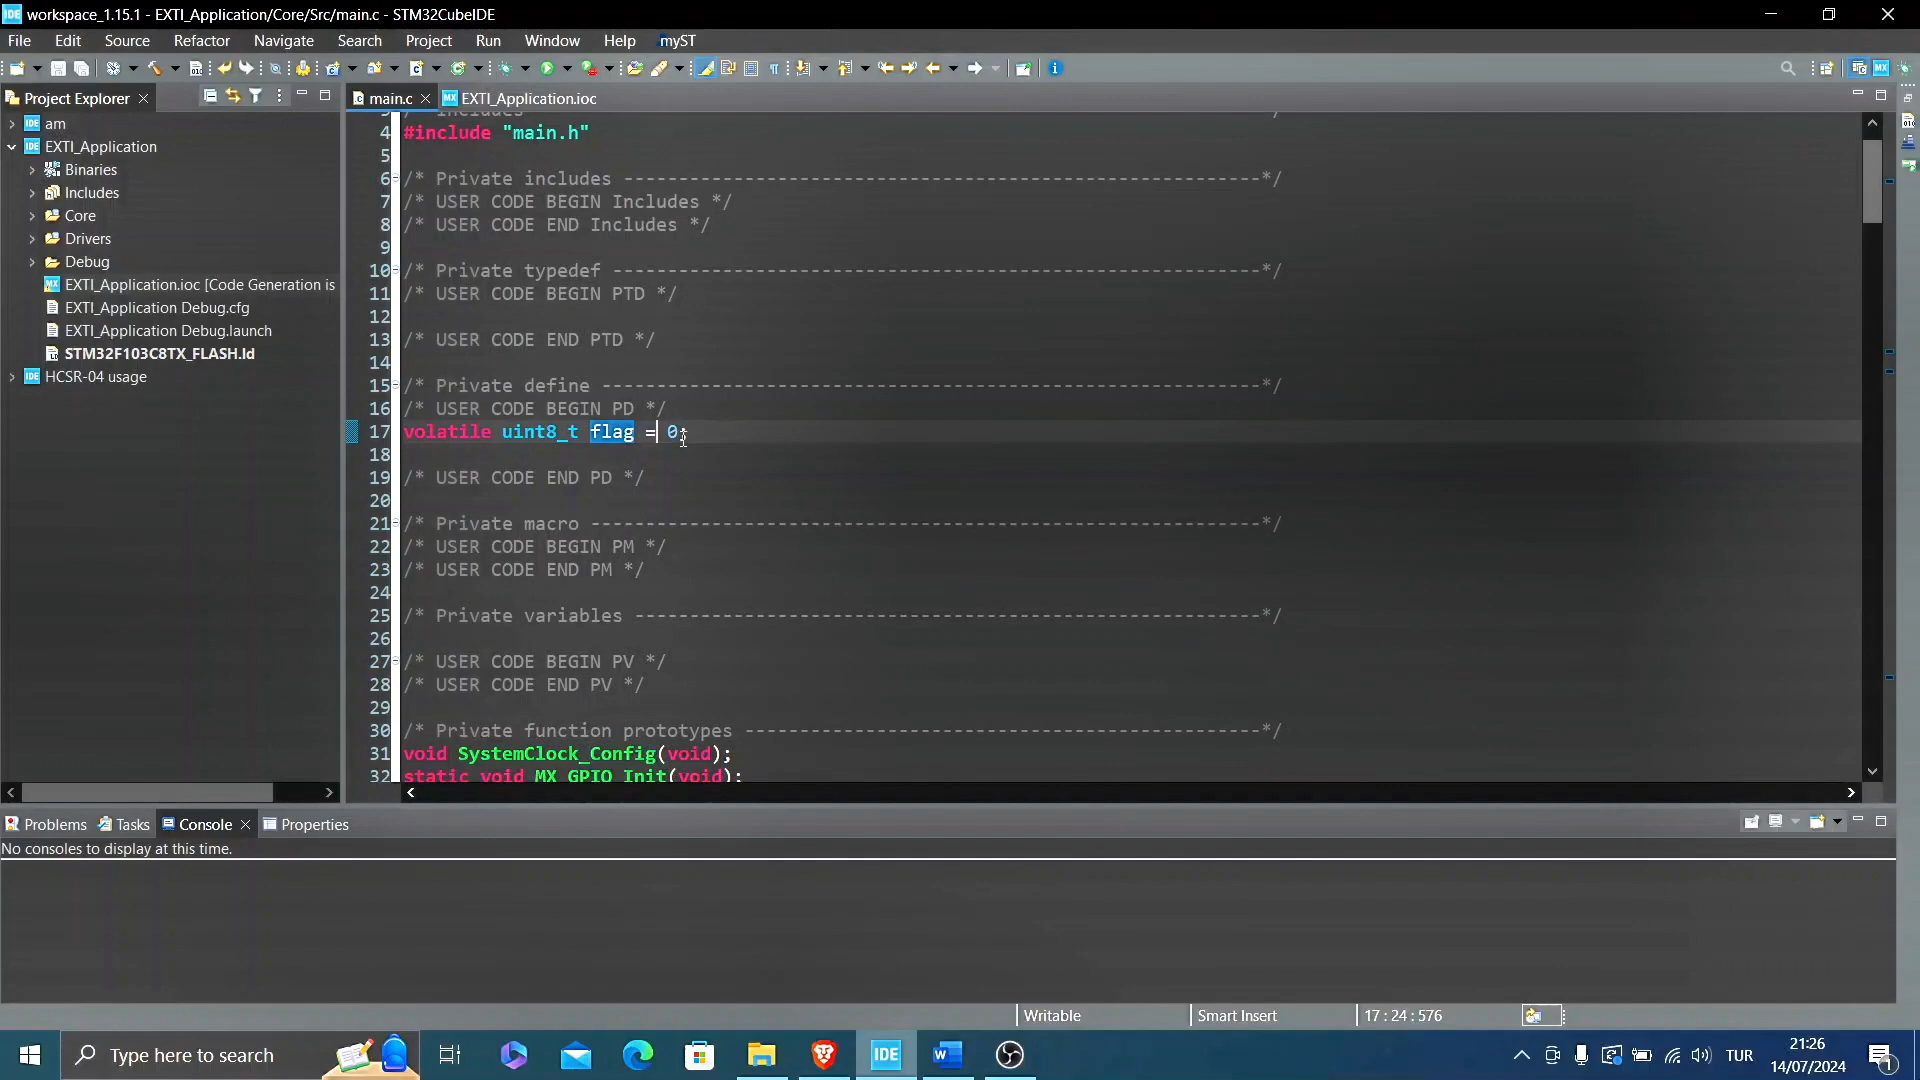 workspace_1.15.1 - EXTI_Application/Core/Src/main.c - STM32CubeIDE
File Edit Source Refactor Navigate Search Project Run Window Help myST
Project Explorer
main.c
EXTI_Application.ioc
am
EXTI_Application
Binaries
Includes
Core
Drivers
Debug
EXTI_Application.ioc [Code Generation is
EXTI_Application Debug.cfg
EXTI_Application Debug.launch
STM32F103C8TX_FLASH.ld
HCSR-04 usage
4 #include "main.h"
5
6 /* Private includes ----------------------------------------------------------*/
7 /* USER CODE BEGIN Includes */
8 /* USER CODE END Includes */
9
10 /* Private typedef -----------------------------------------------------------*/
11 /* USER CODE BEGIN PTD */
12
13 /* USER CODE END PTD */
14
15 /* Private define ------------------------------------------------------------*/
16 /* USER CODE BEGIN PD */
17 volatile uint8_t flag = 0;
18
19 /* USER CODE END PD */
20
21 /* Private macro -------------------------------------------------------------*/
22 /* USER CODE BEGIN PM */
23 /* USER CODE END PM */
24
25 /* Private variables ---------------------------------------------------------*/
26
27 /* USER CODE BEGIN PV */
28 /* USER CODE END PV */
29
30 /* Private function prototypes -----------------------------------------------*/
31 void SystemClock_Config(void);
32 static void MX_GPIO_Init(void);
Problems Tasks Console Properties
No consoles to display at this time.
Writable Smart Insert 17 : 24 : 576
Type here to search
TUR
21:26
14/07/2024
1